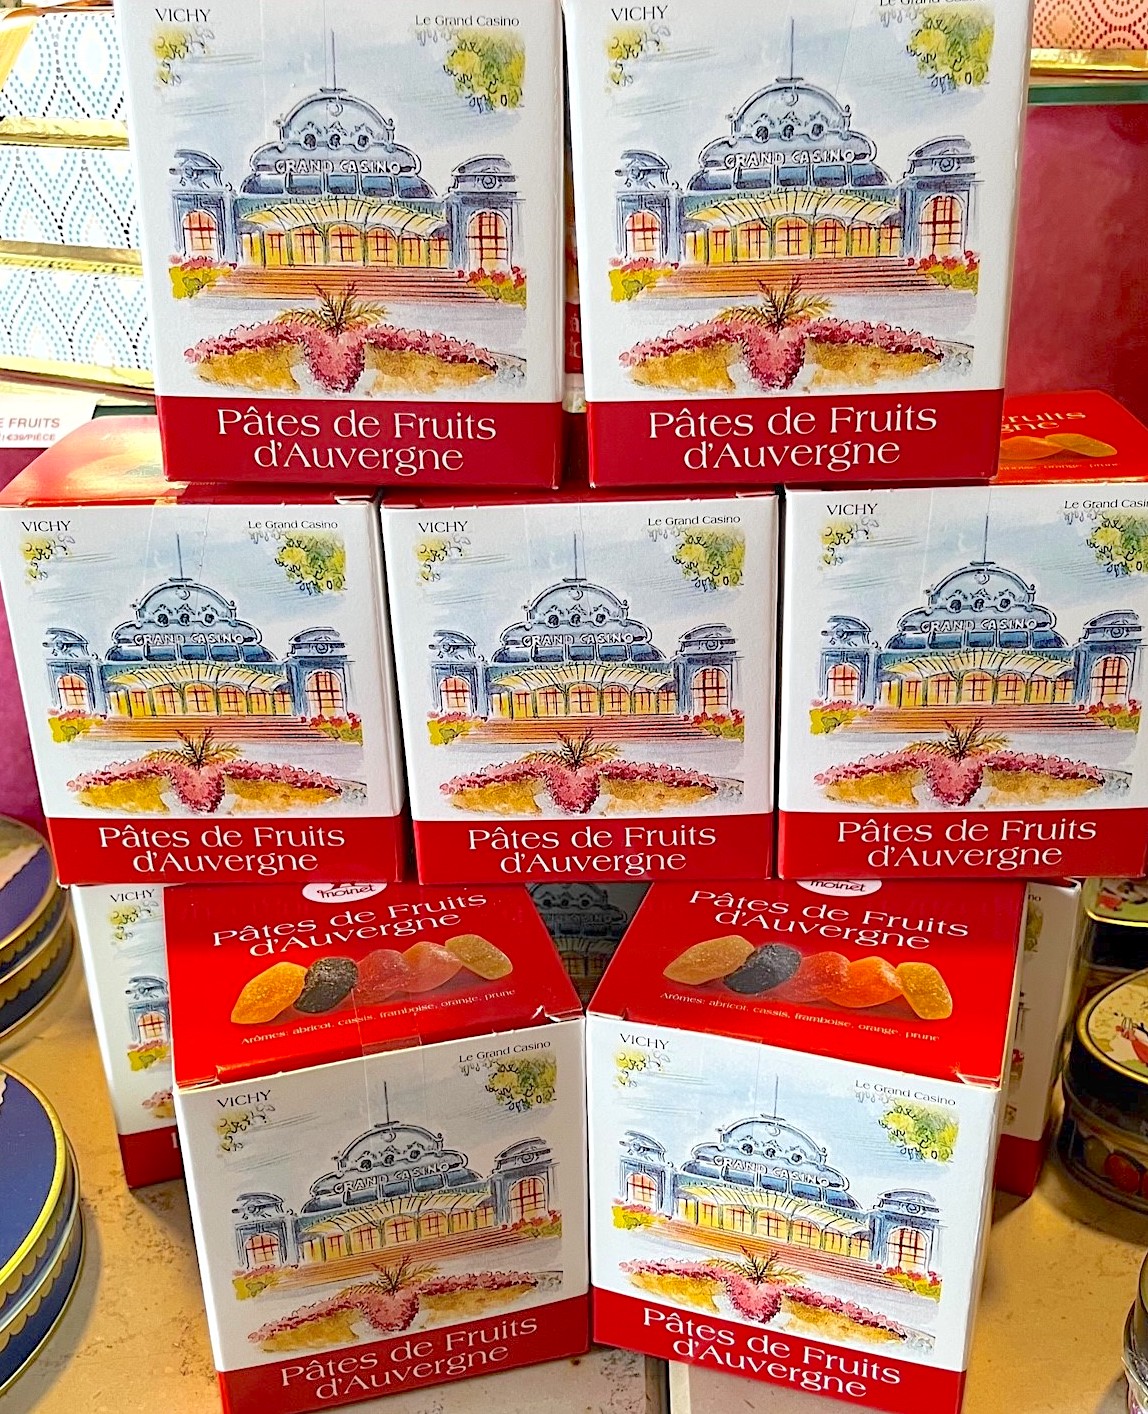 VICHY
Le Grand Casino
GRAND CASINO
Pâtes de Fruits
d'Auvergne
VICHY
Le Grand Casino
GRAND CASINO
Pâtes de Fruits
d'Auvergne
E FRUITS
VICHY
Le Grand Casino
GRAND CASINO
Pâtes de Fruits
d'Auvergne
VICHY
Le Grand Casino
GRAND CASINO
Pâtes de Fruits
d'Auvergne
VICHY
Le Grand Casino
GRAND CASINO
Pâtes de Fruits
d'Auvergne
VICHY
moinet
Pâtes de Fruits
d'Auvergne
Arômes: abricot, cassis, framboise, orange, prune
VICHY
Le Grand Casino
GRAND CASINO
Pâtes de Fruits
d'Auvergne
moinet
Pâtes de Fruits
d'Auvergne
Arômes: abricot, cassis, framboise, orange, prune
VICHY
Le Grand Casino
GRAND CASINO
Pâtes de Fruits
d'Auvergne